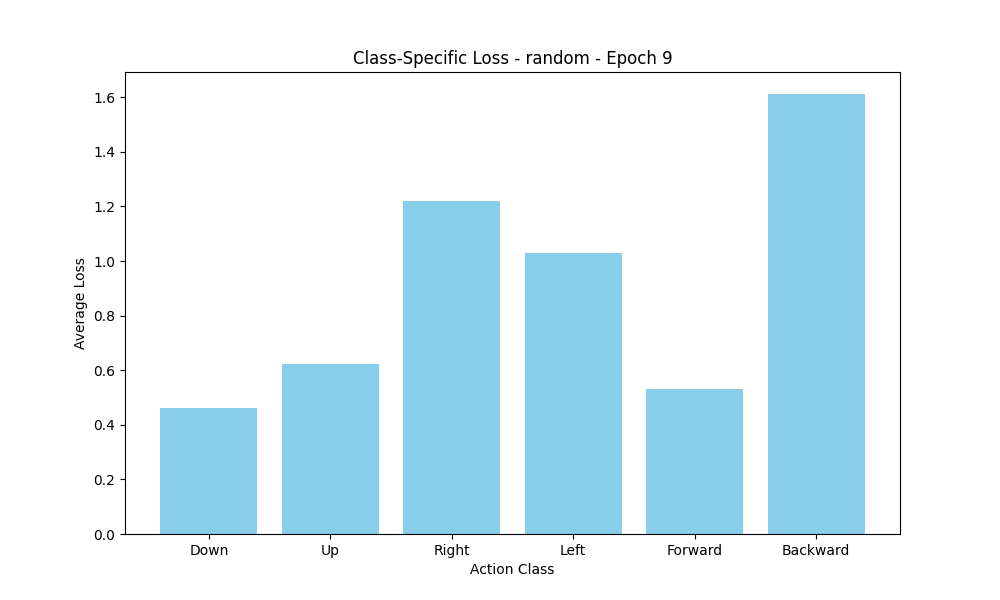 Class-Specific Loss - random - Epoch 9
1.6
1.4
1.2
1.0
0.8
0.6
0.4
0.2
0.0
Average Loss
Down Up Right Left Forward Backward
Action Class